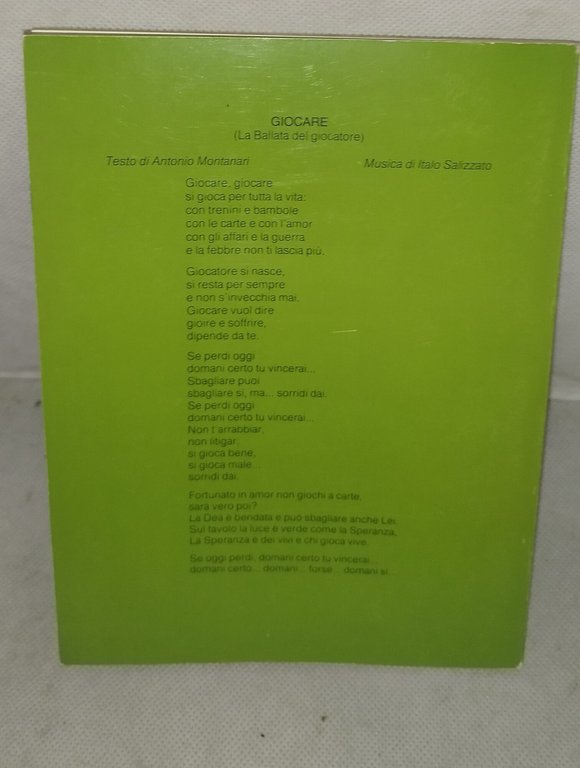 GIOCARE
(La Ballata del giocatore)
Testo di Antonio Montanari
Musica di Italo Salizzato
Giocare, giocare
si gioca per tutta la vita:
con trenini e bambole
con le carte e con l'amor
con gli affari e la guerra
e la febbre non ti lascia più.
Giocatore si nasce,
si resta per sempre
e non s'invecchia mai.
Giocare vuol dire
gioire e soffrire,
dipende da te.
Se perdi oggi
domani certo tu vincerai...
Sbagliare puoi
sbagliare si, ma... sorridi dai.
Se perdi oggi
domani certo tu vincerai...
Non t'arrabbiar,
non litigar,
si gioca bene,
si gioca male...
sorridi dai.
Fortunato in amor non giochi a carte,
sarà vero poi?
La Dea è bendata e può sbagliare anche Lei.
Sul tavolo la luce è verde come la Speranza,
La Speranza è dei vivi e chi gioca vive.
Se oggi perdi, domani certo tu vincerai...
domani certo... domani... forse... domani si...